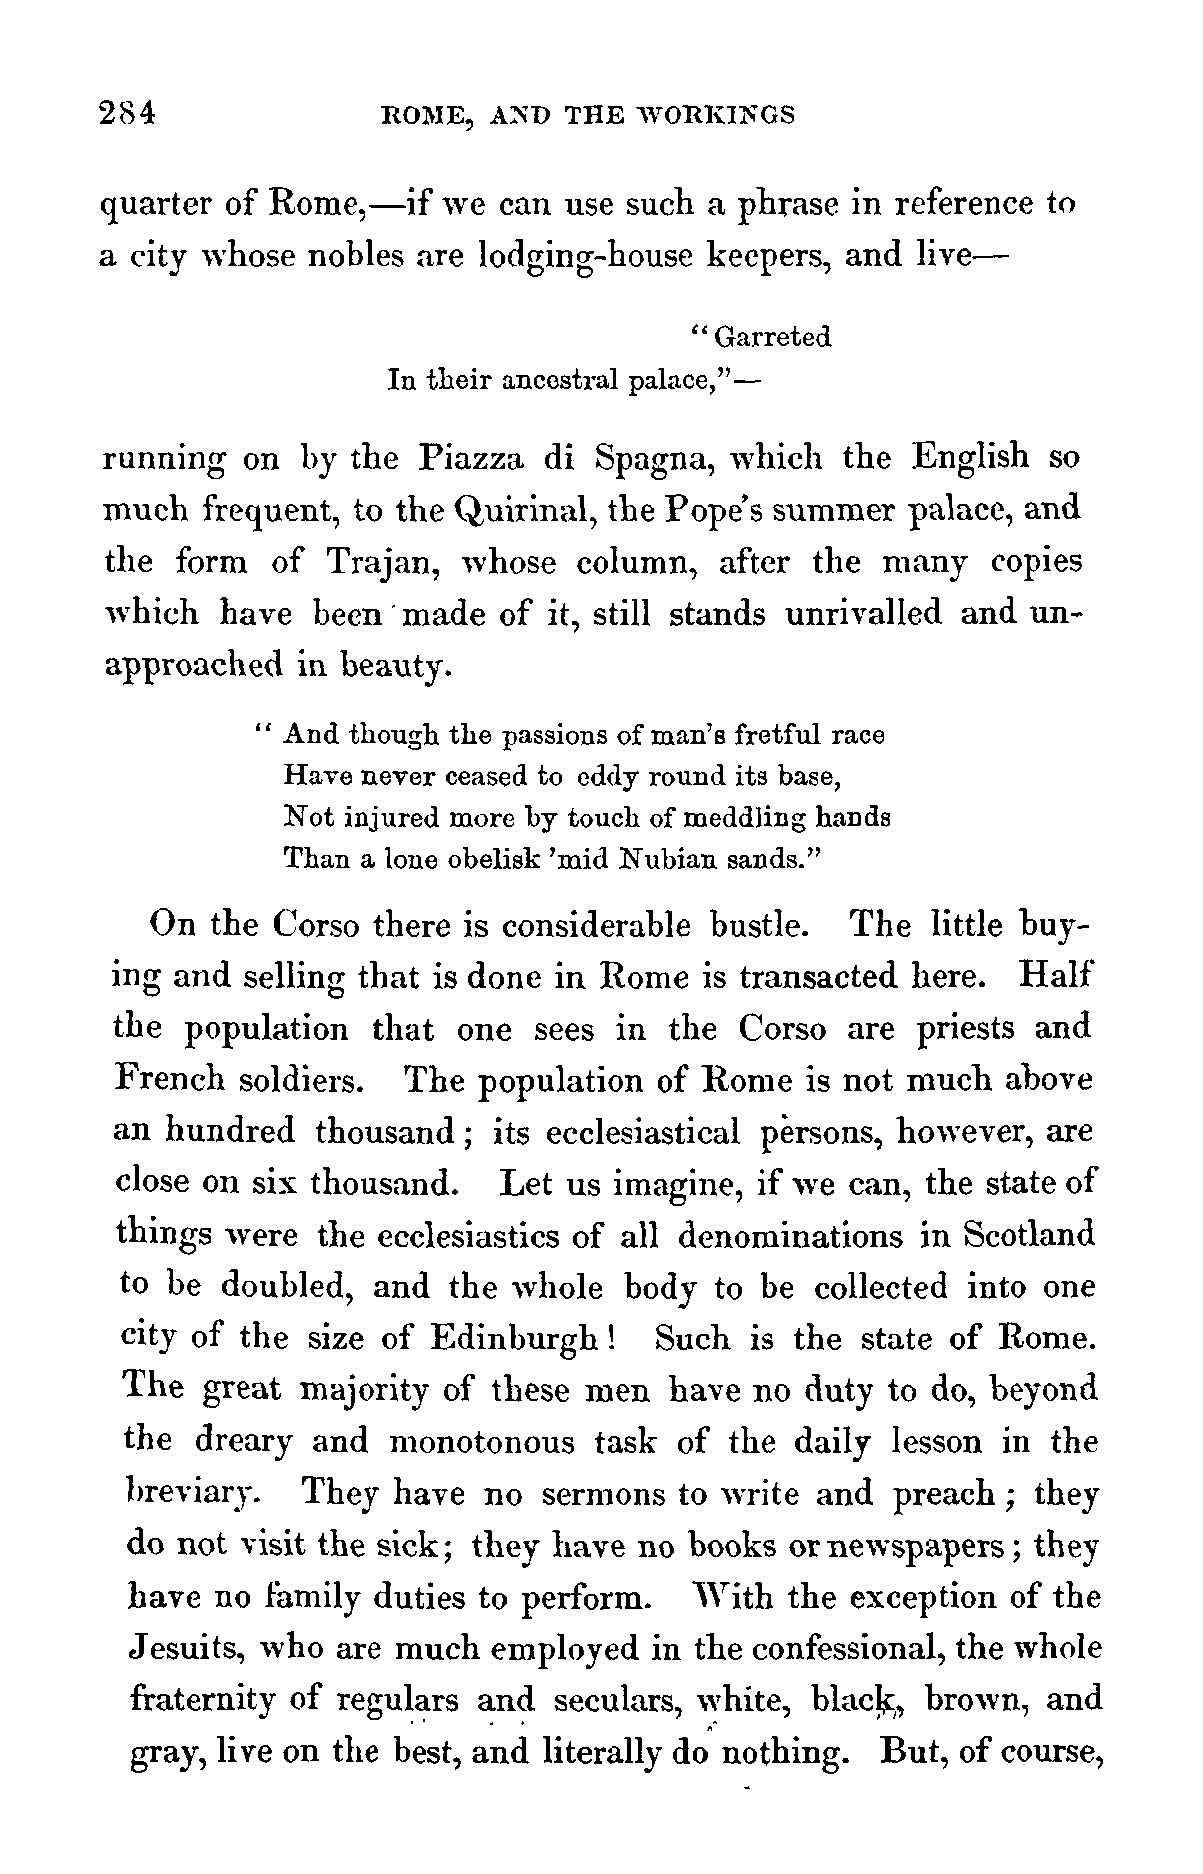 284 ROME, AND THE WORKINGS
quarter of Rome,—if we can use such a phrase in reference to
a city whose nobles are lodging-house keepers, and live—
“Garreted
In their ancestral palace,”—
running on by the Piazza di Spagna, which the English so
much frequent, to the Quirinal, the Pope's summer palace, and
the form of Trajan, whose column, after the many copies
which have been made of it, still stands unrivalled and un-
approached in beauty.
“And though the passions of man's fretful race
Have never ceased to eddy round its base,
Not injured more by touch of meddling hands
Than a lone obelisk 'mid Nubian sands.”
On the Corso there is considerable bustle. The little buy-
ing and selling that is done in Rome is transacted here. Half
the population that one sees in the Corso are priests and
French soldiers. The population of Rome is not much above
an hundred thousand; its ecclesiastical persons, however, are
close on six thousand. Let us imagine, if we can, the state of
things were the ecclesiastics of all denominations in Scotland
to be doubled, and the whole body to be collected into one
city of the size of Edinburgh! Such is the state of Rome.
The great majority of these men have no duty to do, beyond
the dreary and monotonous task of the daily lesson in the
breviary. They have no sermons to write and preach; they
do not visit the sick; they have no books or newspapers; they
have no family duties to perform. With the exception of the
Jesuits, who are much employed in the confessional, the whole
fraternity of regulars and seculars, white, black, brown, and
gray, live on the best, and literally do nothing. But, of course,